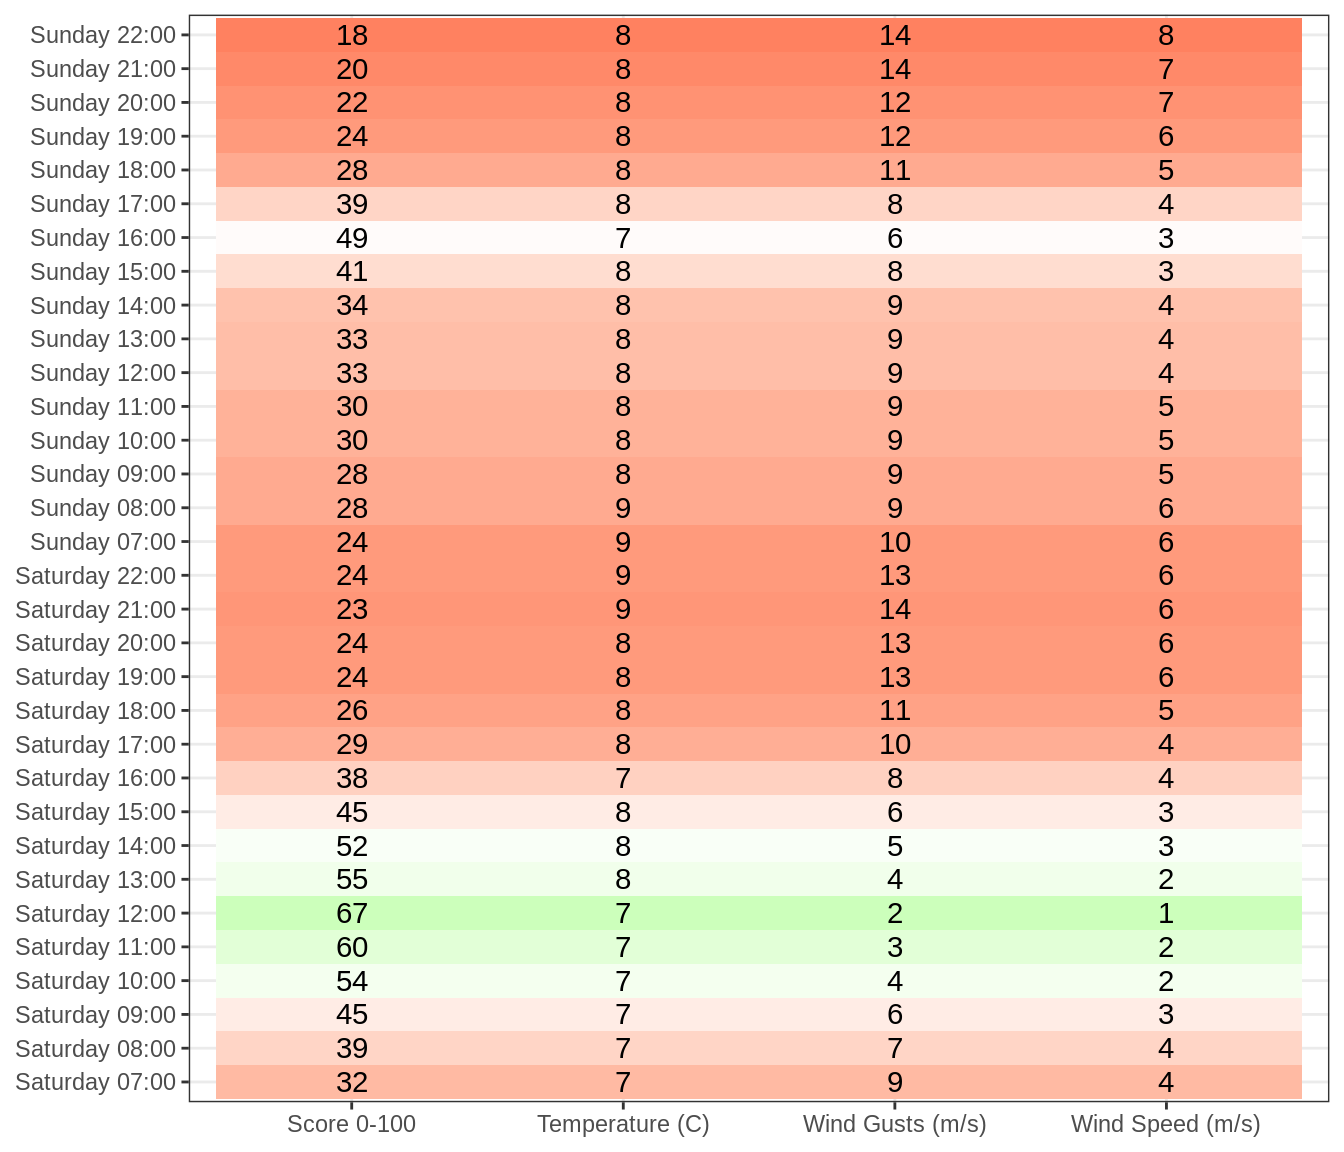 Sunday 22:00 18 8 14 8
Sunday 21:00 20 8 14 7
Sunday 20:00 22 8 12 7
Sunday 19:00 24 8 12 6
Sunday 18:00 28 8 11 5
Sunday 17:00 39 8 8 4
Sunday 16:00 49 7 6 3
Sunday 15:00 41 8 8 3
Sunday 14:00 34 8 9 4
Sunday 13:00 33 8 9 4
Sunday 12:00 33 8 9 4
Sunday 11:00 30 8 9 5
Sunday 10:00 30 8 9 5
Sunday 09:00 28 8 9 5
Sunday 08:00 28 9 9 6
Sunday 07:00 24 9 10 6
Saturday 22:00 24 9 13 6
Saturday 21:00 23 9 14 6
Saturday 20:00 24 8 13 6
Saturday 19:00 24 8 13 6
Saturday 18:00 26 8 11 5
Saturday 17:00 29 8 10 4
Saturday 16:00 38 7 8 4
Saturday 15:00 45 8 6 3
Saturday 14:00 52 8 5 3
Saturday 13:00 55 8 4 2
Saturday 12:00 67 7 2 1
Saturday 11:00 60 7 3 2
Saturday 10:00 54 7 4 2
Saturday 09:00 45 7 6 3
Saturday 08:00 39 7 7 4
Saturday 07:00 32 7 9 4
Score 0-100 Temperature (C) Wind Gusts (m/s) Wind Speed (m/s)